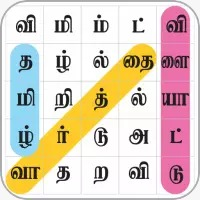 வி மி ம் ட் வி
த ழ் ல் தை ளை
மி றி த் ல் யா
ழ் ர் டு அ ட்
வா த ற வி டு